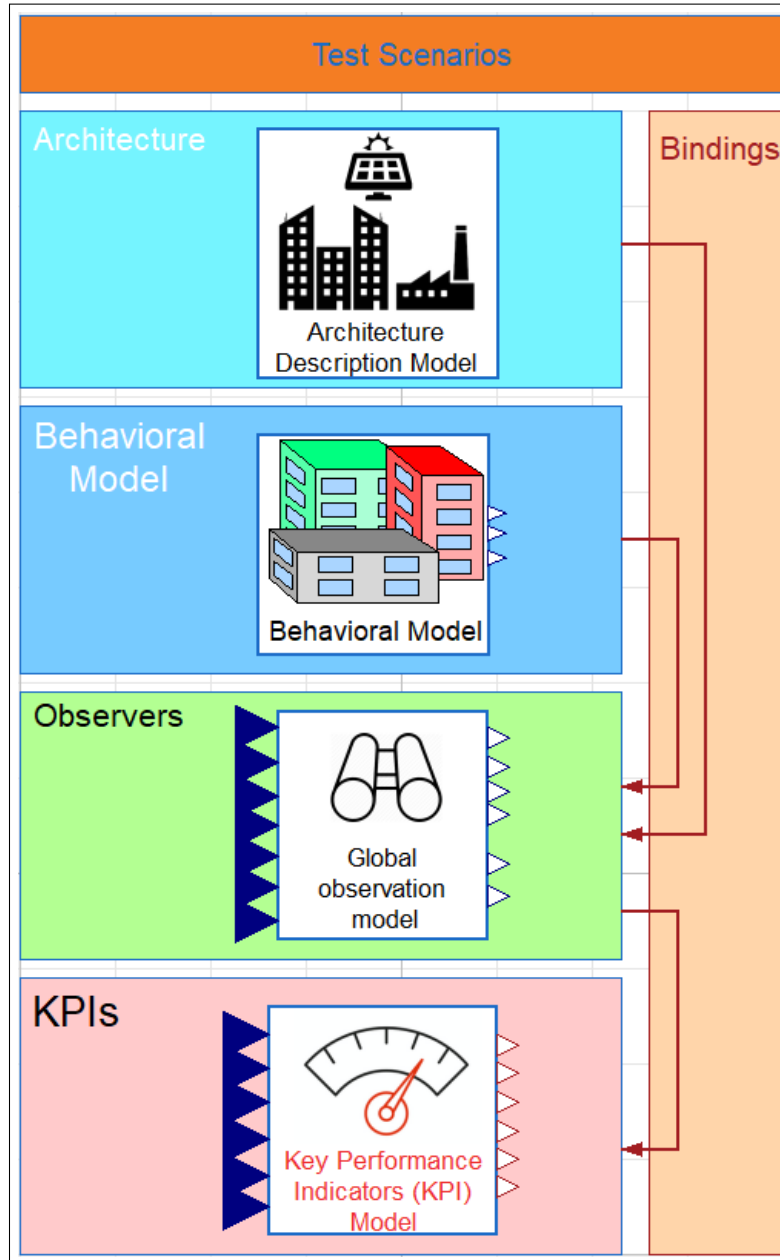 Test Scenarios
Architecture
Bindings
Architecture
Description Model
Behavioral
Model
Behavioral Model
Observers
Global
observation
model
KPIs
Key Performance
Indicators (KPI)
Model